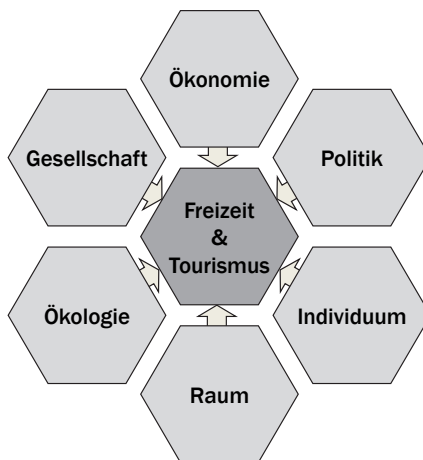 Ökonomie
Gesellschaft
Politik
Freizeit
&
Tourismus
Ökologie
Individuum
Raum